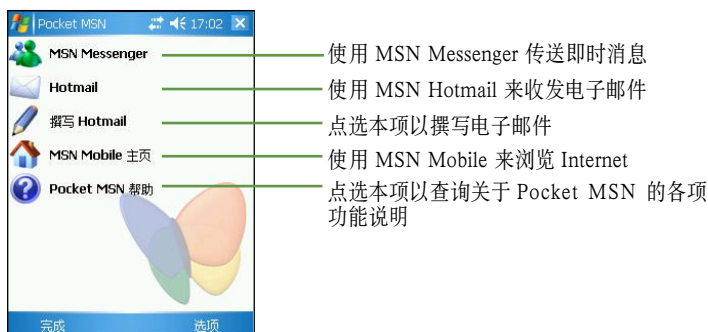 Pocket MSN 17:02
MSN Messenger
使用 MSN Messenger 传送即时消息
Hotmail
使用 MSN Hotmail 来收发电子邮件
撰写 Hotmail
点选本项以撰写电子邮件
MSN Mobile 主页
使用 MSN Mobile 来浏览 Internet
Pocket MSN 帮助
点选本项以查询关于 Pocket MSN 的各项
功能说明
完成 选项